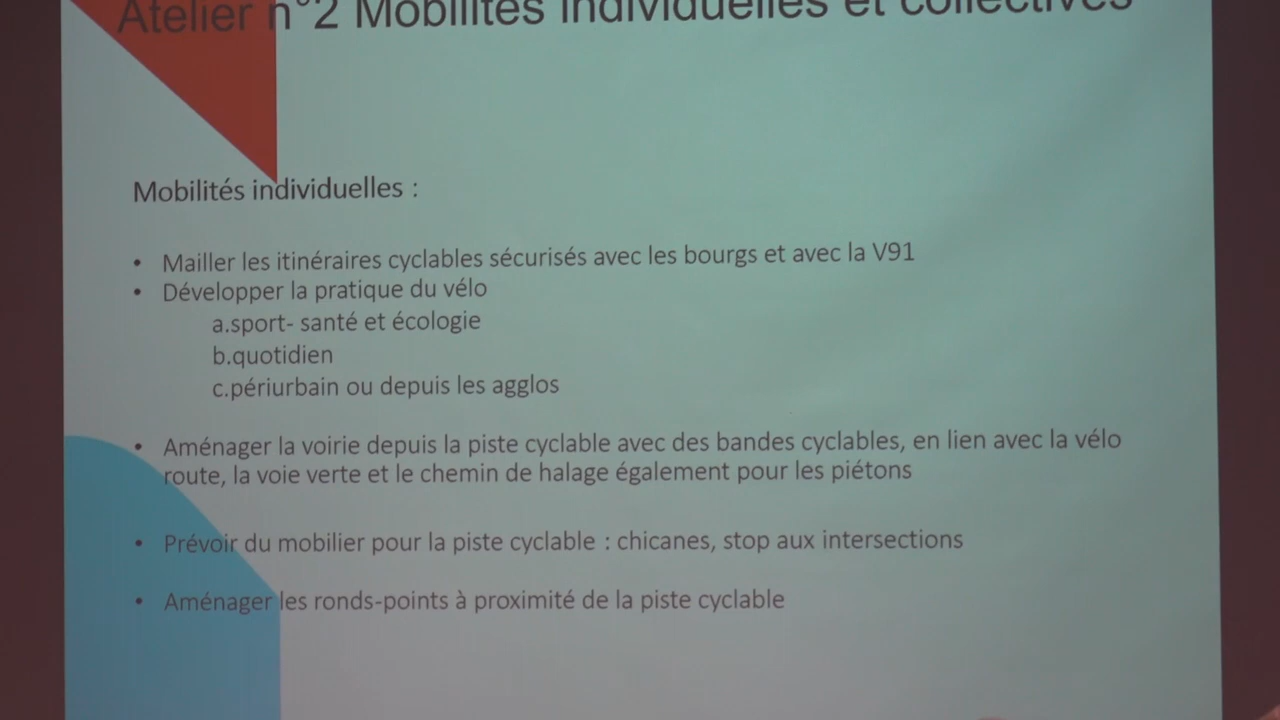 Atelier n°2 Mobilités individuelles et collectives
Mobilités individuelles :
• Mailler les itinéraires cyclables sécurisés avec les bourgs et avec la V91
• Développer la pratique du vélo
a.sport- santé et écologie
b.quotidien
c.périurbain ou depuis les agglos
• Aménager la voirie depuis la piste cyclable avec des bandes cyclables, en lien avec la vélo
route, la voie verte et le chemin de halage également pour les piétons
• Prévoir du mobilier pour la piste cyclable : chicanes, stop aux intersections
• Aménager les ronds-points à proximité de la piste cyclable